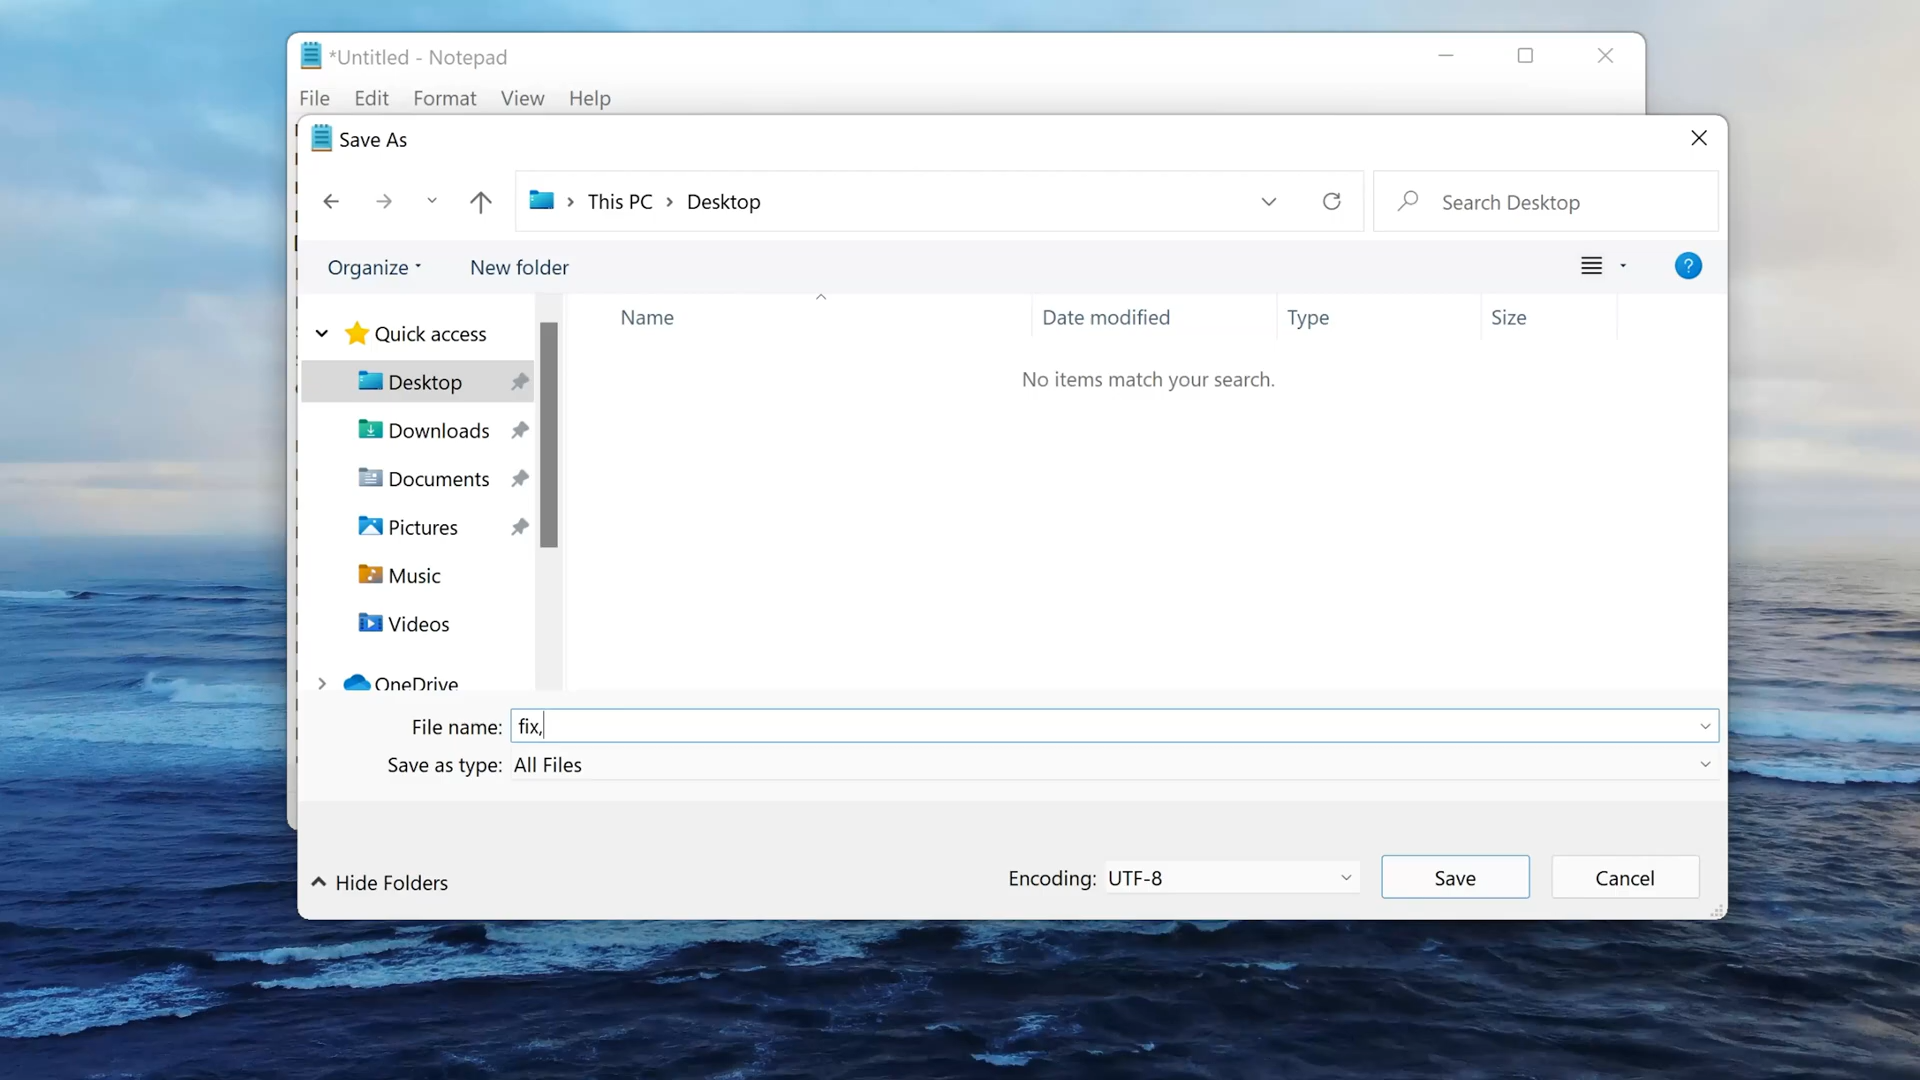 *Untitled - Notepad
File Edit Format View Help
Save As
This PC Desktop
Search Desktop
Organize New folder
?
Name Date modified Type Size
No items match your search.
Quick access
Desktop
Downloads
Documents
Pictures
Music
Videos
OneDrive
File name: fix,
Save as type: All Files
Hide Folders
Encoding: UTF-8
Save
Cancel